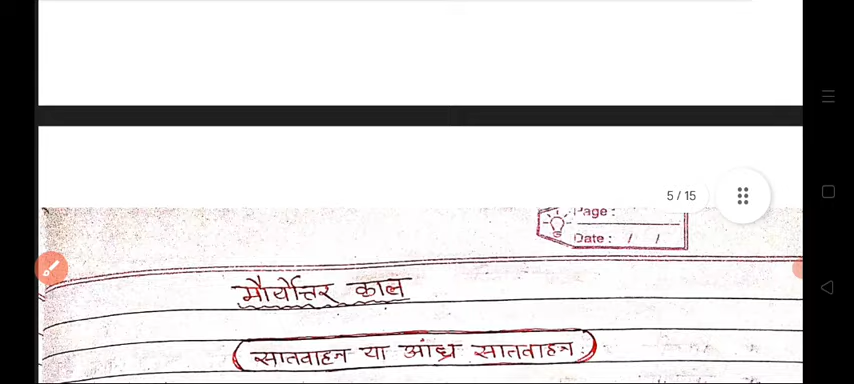 5 / 15
Page :
Date : / /
मौर्योत्तर काल
सातवाहन या आंध्र सातवाहन :